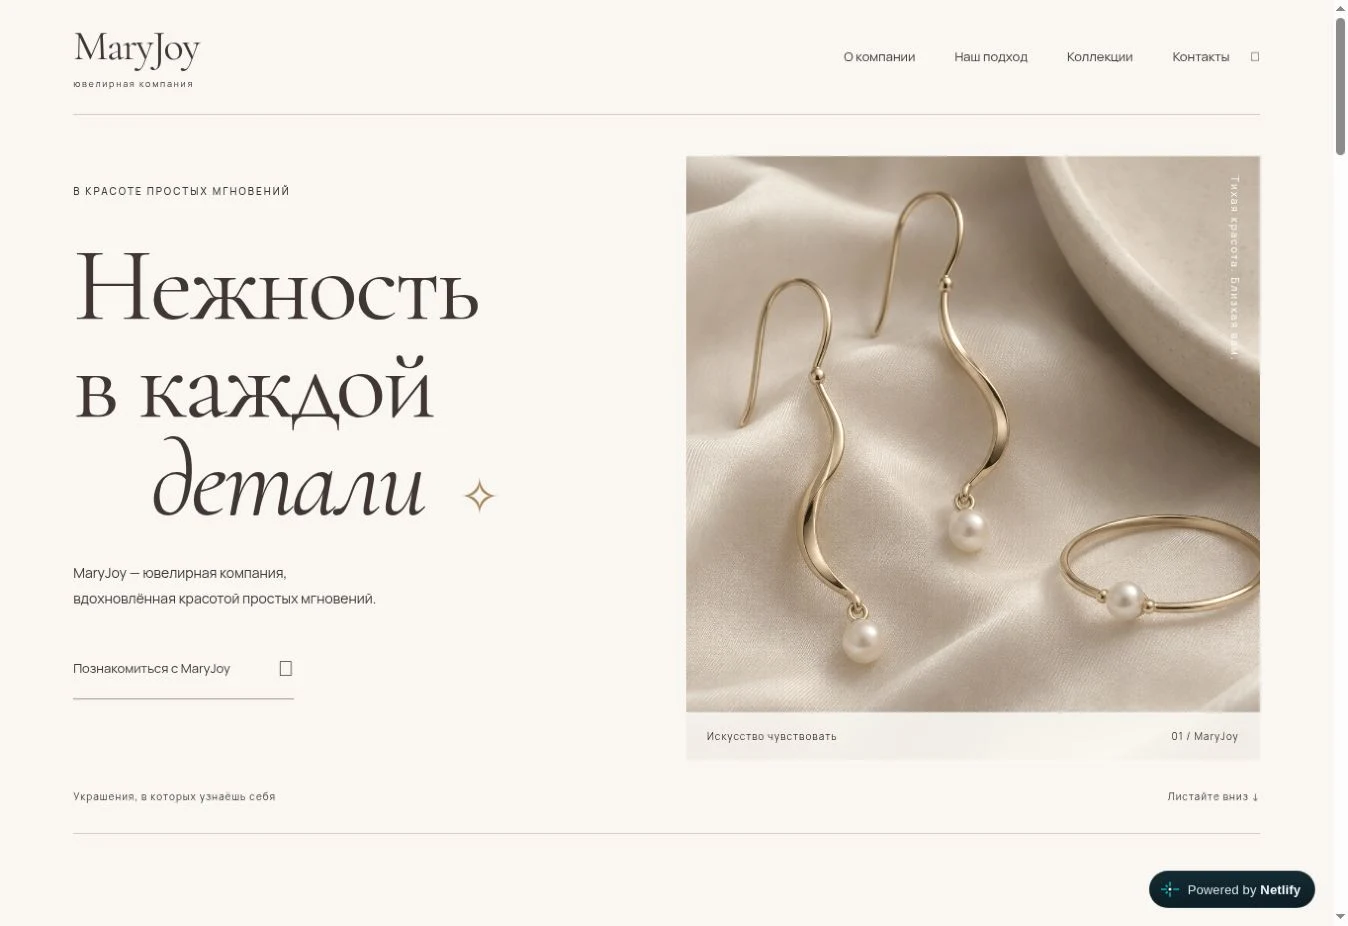 MaryJoy
ювелирная компания
О компании
Наш подход
Коллекции
Контакты
В КРАСОТЕ ПРОСТЫХ МГНОВЕНИЙ
Нежность
в каждой
детали
MaryJoy — ювелирная компания,
вдохновлённая красотой простых мгновений.
Познакомиться с MaryJoy
Тихая красота. Близкая вам.
Искусство чувствовать
01 / MaryJoy
Украшения, в которых узнаёшь себя
Листайте вниз ↓
Powered by Netlify